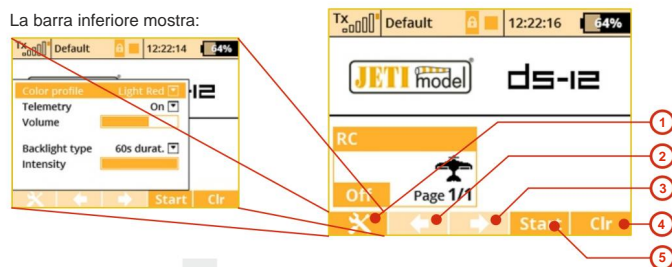 La barra inferiore mostra:
Tx Default 12:22:14 64%
Color profile Light Red
Telemetry On
Volume
Backlight type 60s durat.
Intensity
Start Clr
Tx Default 12:22:16 64%
JETI model ds-12
RC
Off Page 1/1
Start Clr
1
2
3
4
5